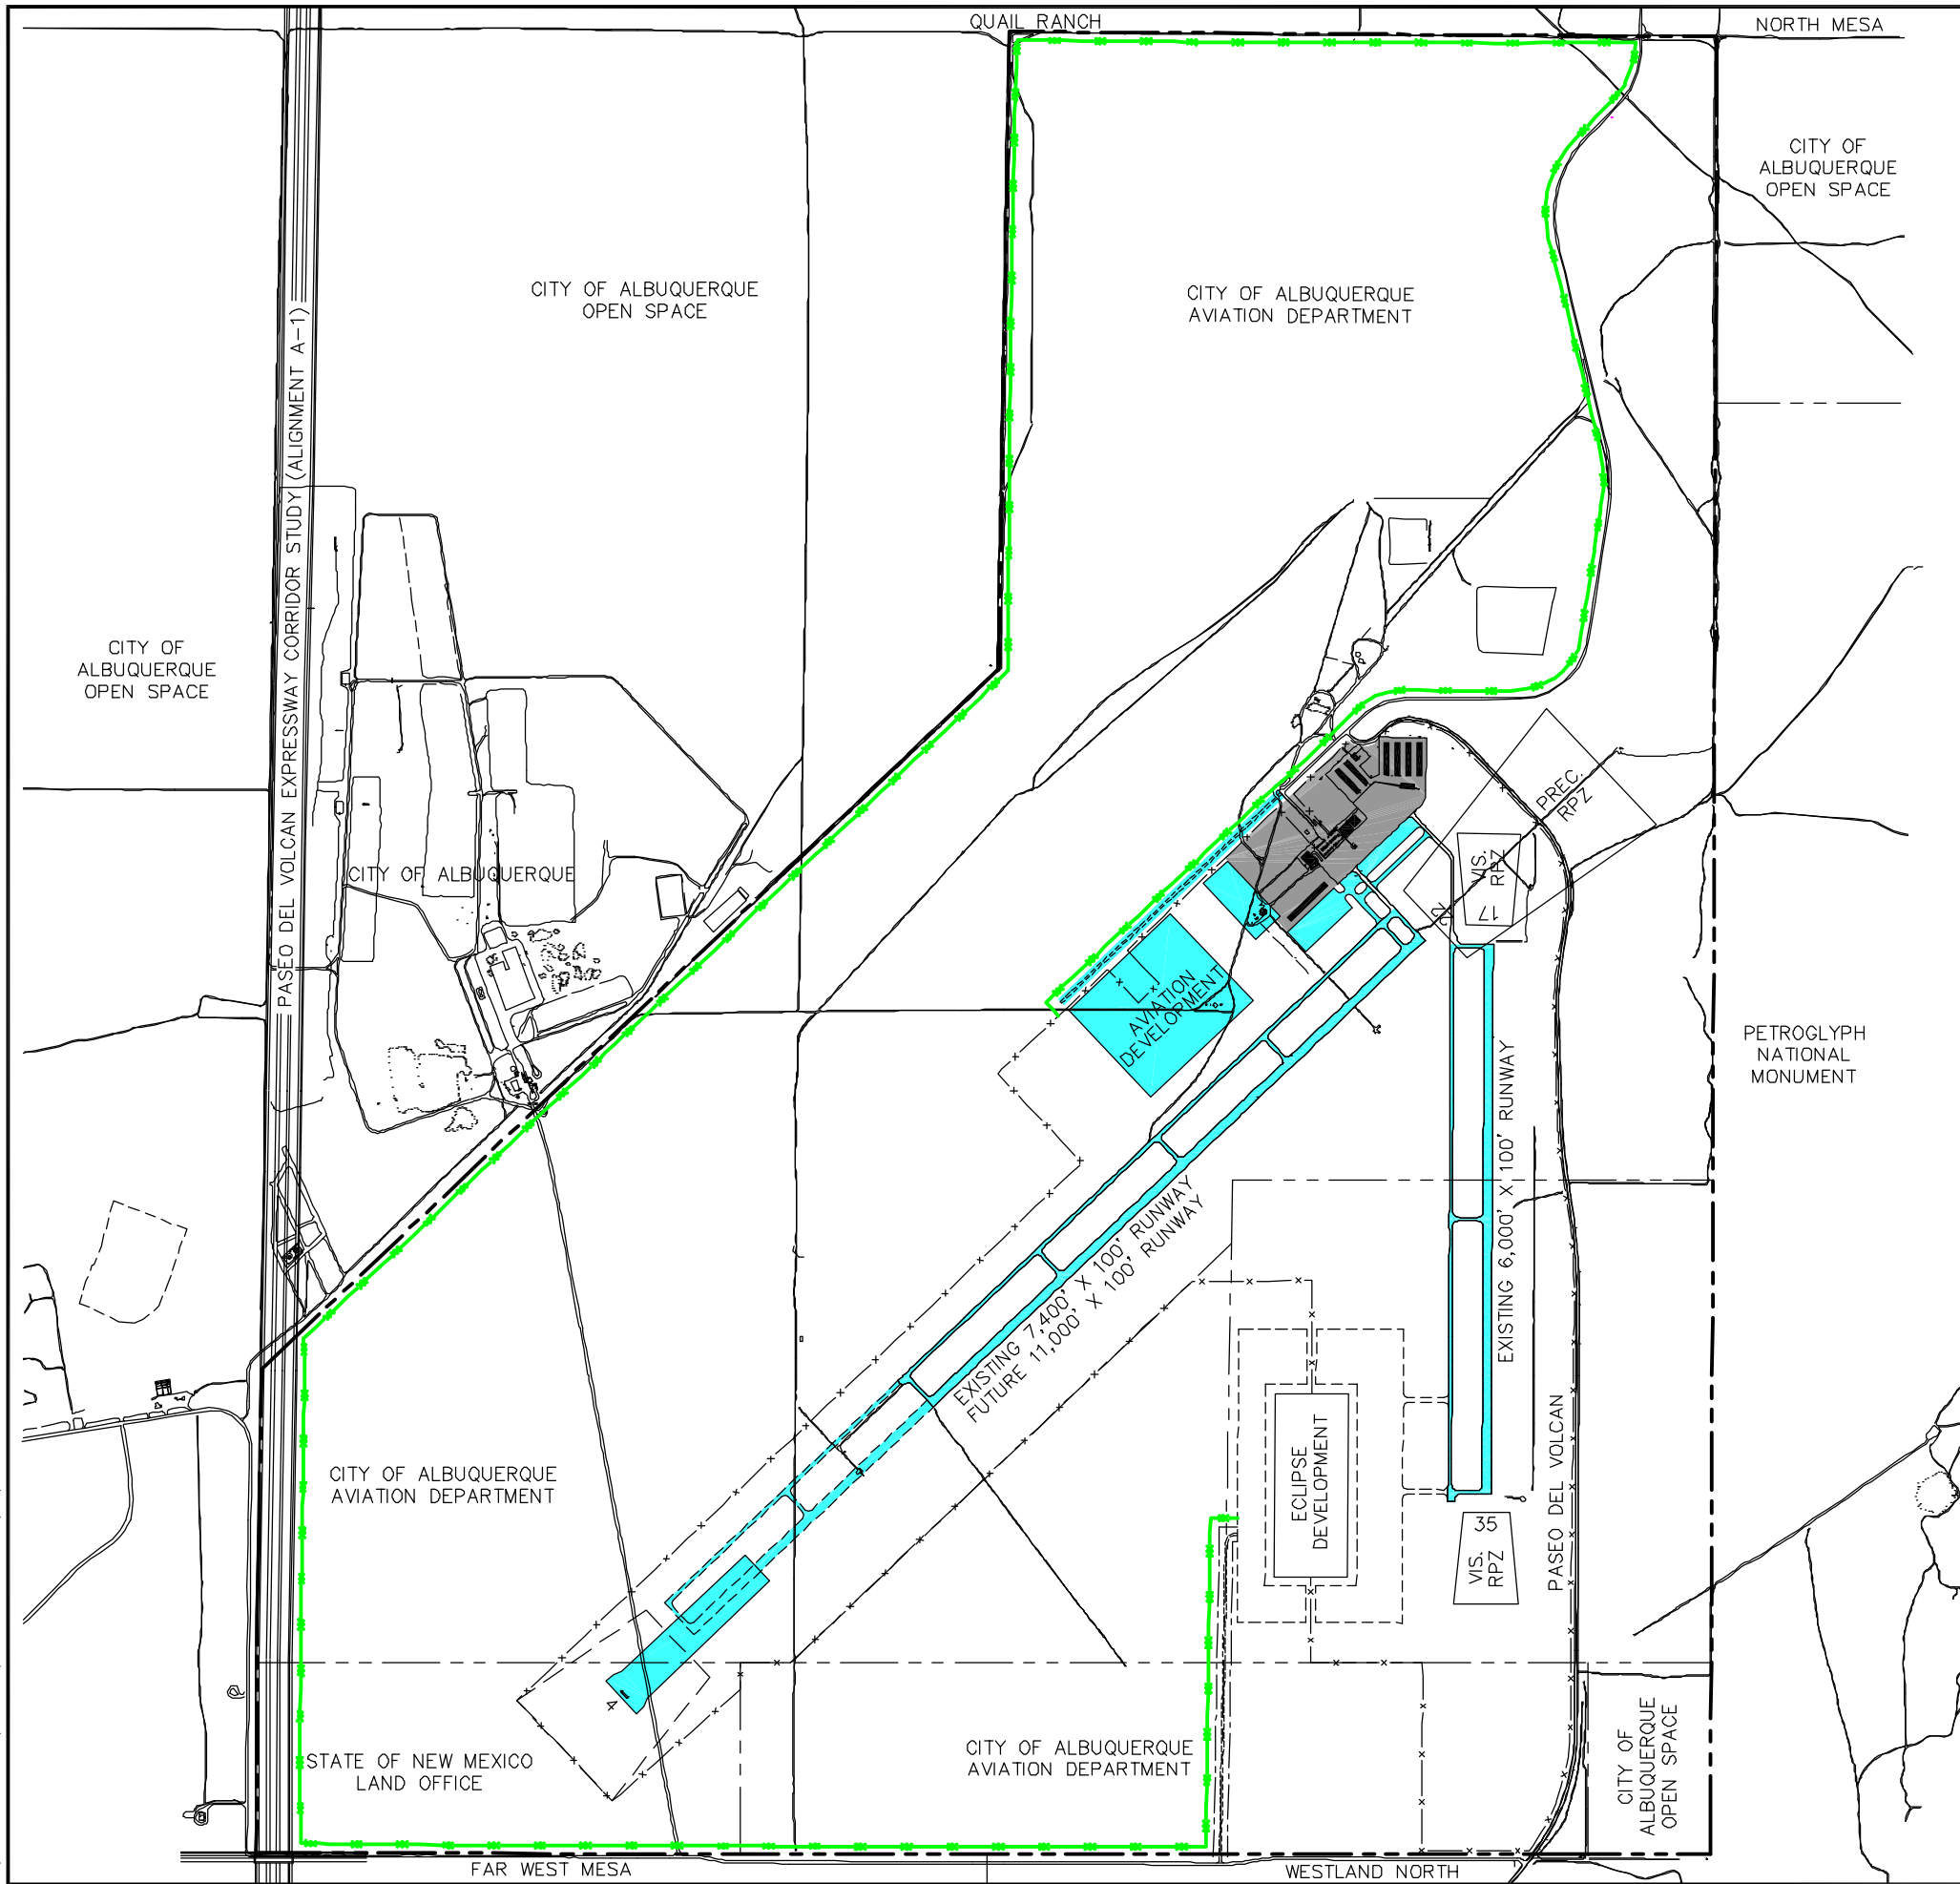 QUAIL RANCH
NORTH MESA
CITY OF
ALBUQUERQUE
OPEN SPACE
CITY OF ALBUQUERQUE
OPEN SPACE
CITY OF ALBUQUERQUE
AVIATION DEPARTMENT
PASEO DEL VOLCAN EXPRESSWAY CORRIDOR STUDY (ALIGNMENT A-1)
CITY OF
ALBUQUERQUE
OPEN SPACE
CITY OF ALBUQUERQUE
PREC.
RPZ
VIS.
RPZ
17
22
AVIATION
DEVELOPMENT
PETROGLYPH
NATIONAL
MONUMENT
EXISTING 6,000' X 100' RUNWAY
EXISTING 7,400' X 100' RUNWAY
FUTURE 11,000' X 100' RUNWAY
ECLIPSE
DEVELOPMENT
PASEO DEL VOLCAN
CITY OF ALBUQUERQUE
AVIATION DEPARTMENT
35
VIS.
RPZ
4
STATE OF NEW MEXICO
LAND OFFICE
CITY OF ALBUQUERQUE
AVIATION DEPARTMENT
CITY OF
ALBUQUERQUE
OPEN SPACE
FAR WEST MESA
WESTLAND NORTH